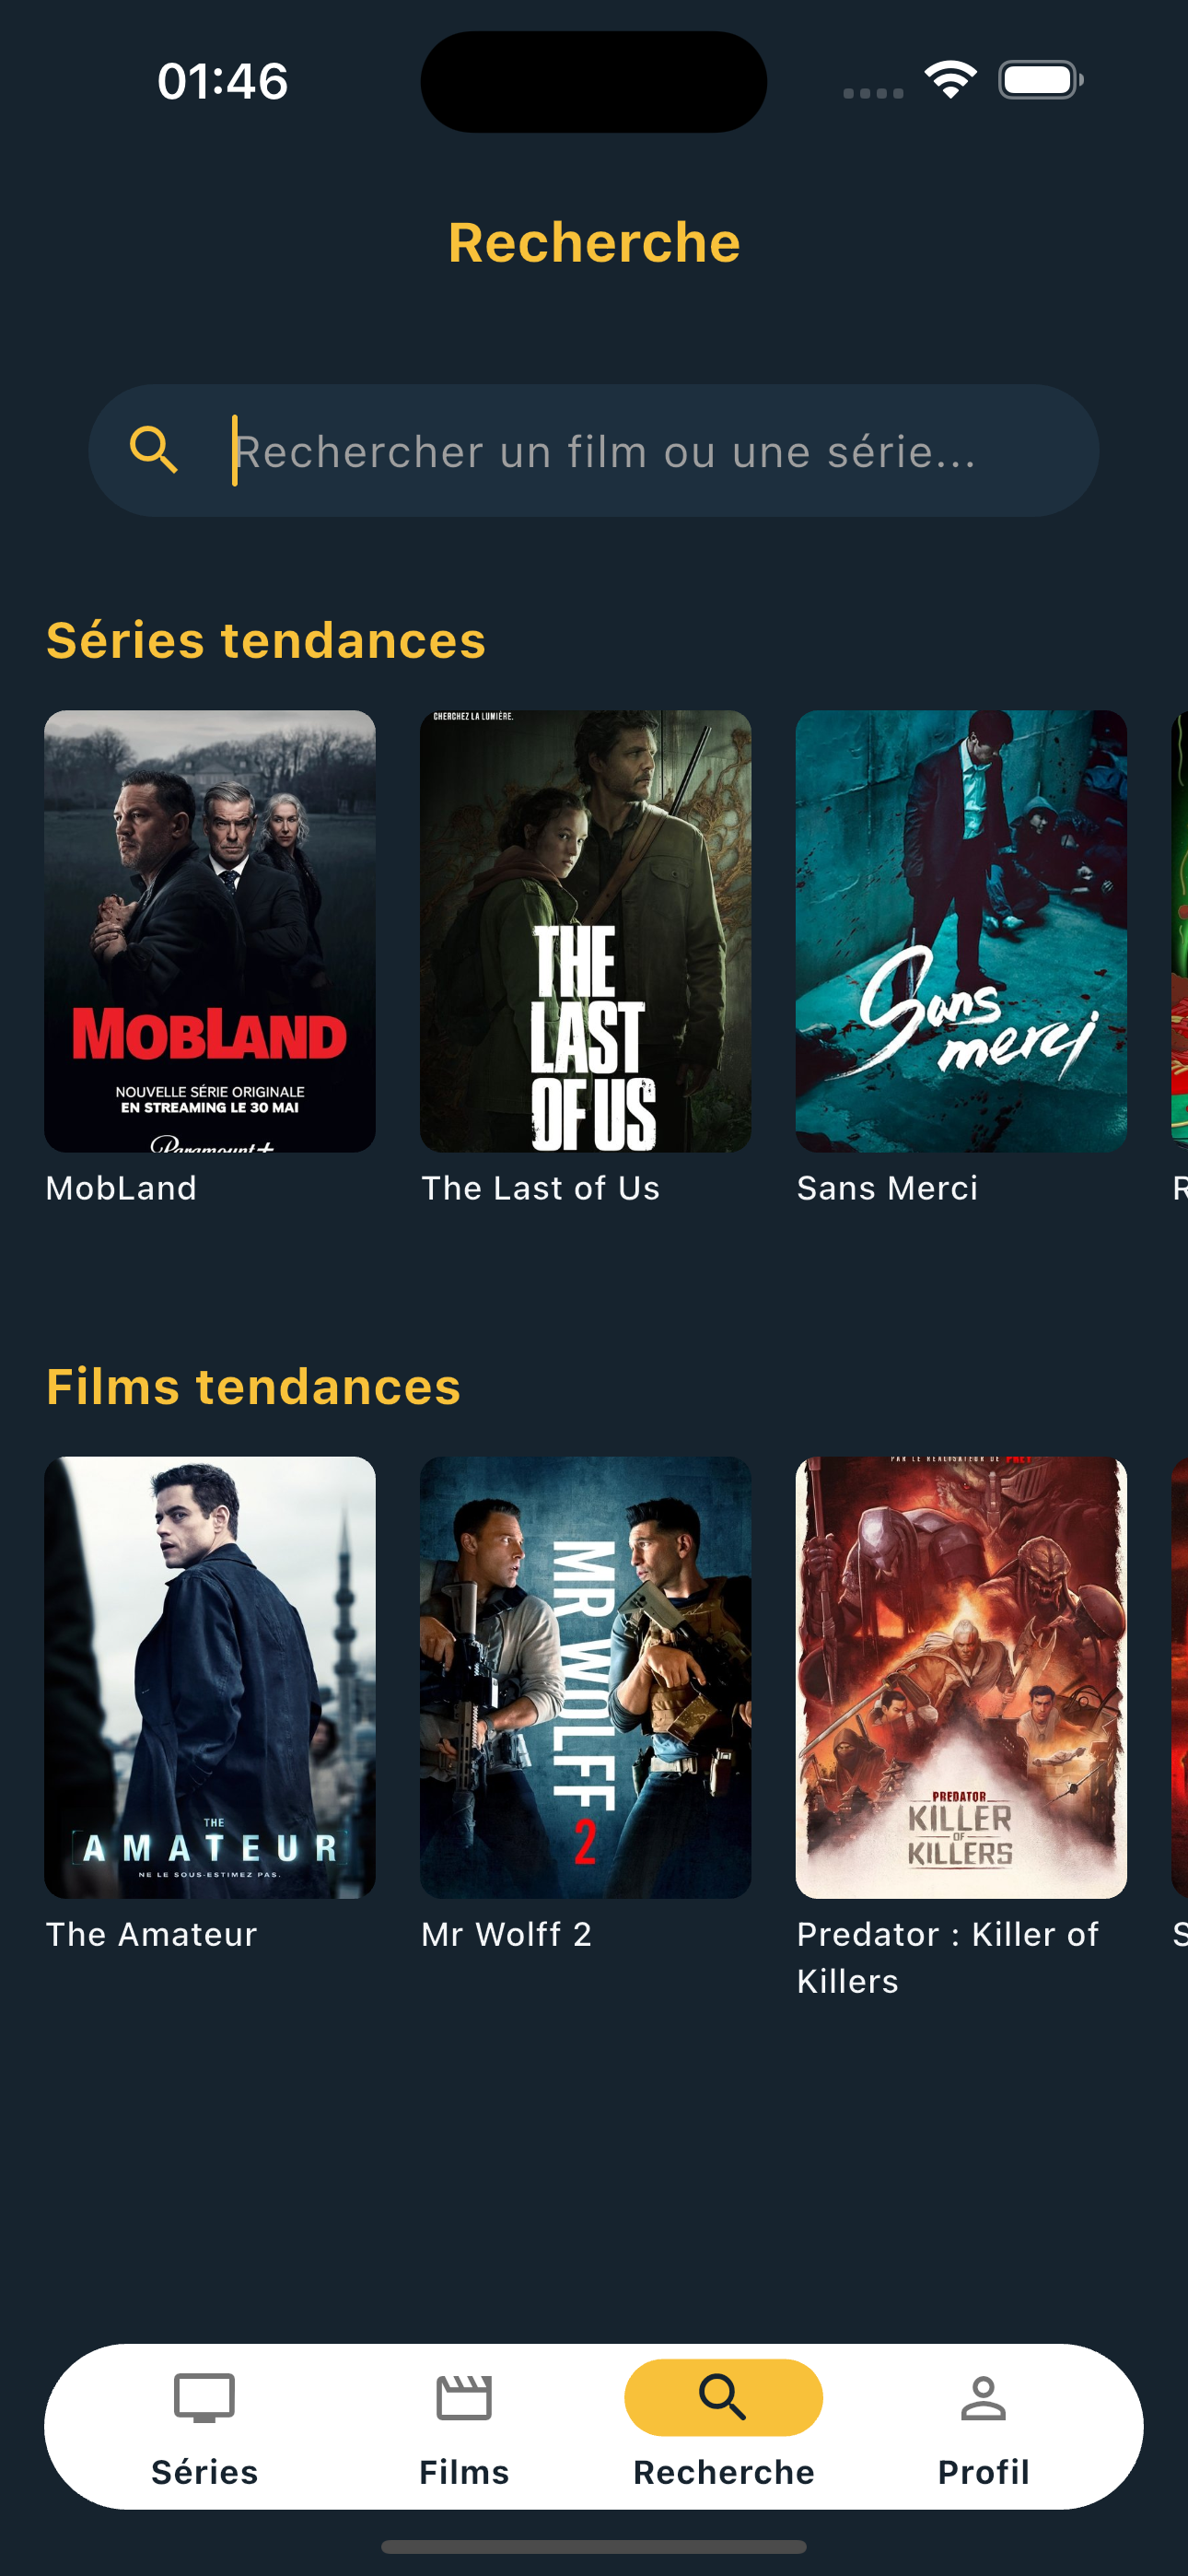 01:46
Recherche
Rechercher un film ou une série...
Séries tendances
MOBLAND
NOUVELLE SÉRIE ORIGINALE
EN STREAMING LE 30 MAI
Paramount+
CHERCHEZ LA LUMIÈRE.
THE
LAST
OF US
Sans
merci
MobLand
The Last of Us
Sans Merci
R
Films tendances
THE
AMATEUR
NE LE SOUS-ESTIMEZ PAS.
MR WOLFF
2
PAR LE RÉALISATEUR DE PREY
PREDATOR
KILLER
OF
KILLERS
The Amateur
Mr Wolff 2
Predator : Killer of
Killers
S
Séries
Films
Recherche
Profil